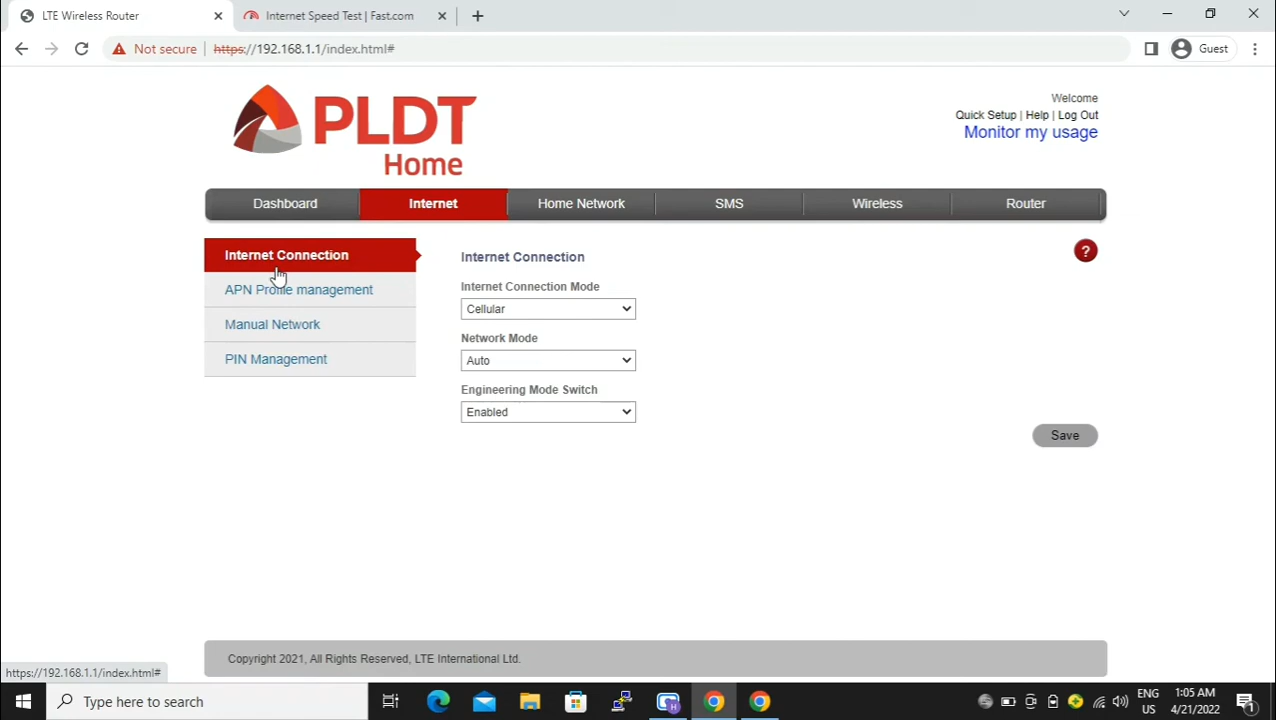 LTE Wireless Router
Internet Speed Test | Fast.com
Not secure
https://192.168.1.1/index.html#
Guest
PLDT
Home
Welcome
Quick Setup | Help | Log Out
Monitor my usage
Dashboard
Internet
Home Network
SMS
Wireless
Router
Internet Connection
APN Profile management
Manual Network
PIN Management
Internet Connection
?
Internet Connection Mode
Cellular
Network Mode
Auto
Engineering Mode Switch
Enabled
Save
Copyright 2021, All Rights Reserved, LTE International Ltd.
https://192.168.1.1/index.html#
Type here to search
ENG
US
1:05 AM
4/21/2022
1